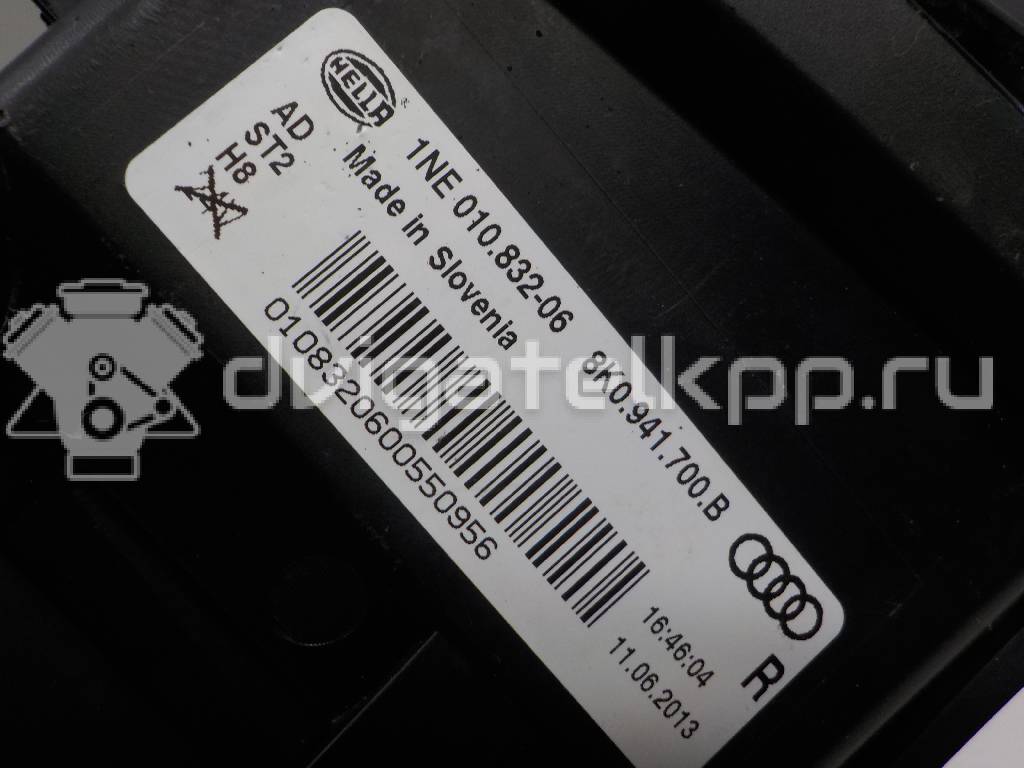 HELLA
®
AD
ST2
H8
1NE 010.832-06
8K0.941.700.B
Made in Slovenia
0108320600550956
16:46:04
11.06.2013
R
dvigatelkpp.ru